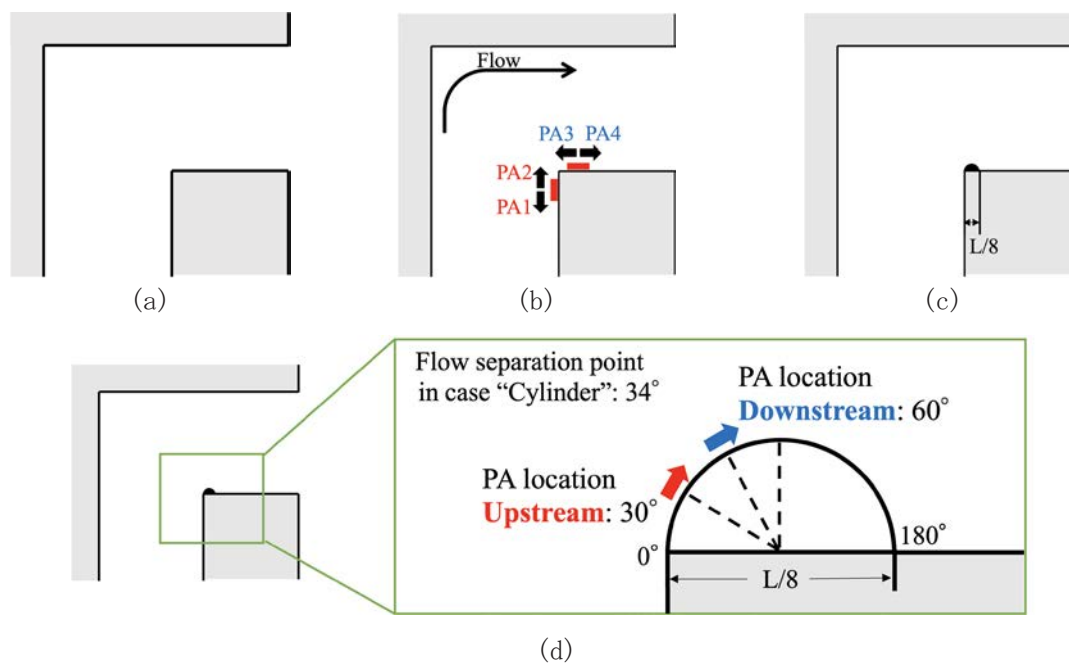 (a)
Flow
PA3 PA4
PA2
PA1
(b)
L/8
(c)
Flow separation point
in case “Cylinder”: 34°
PA location
Downstream: 60°
PA location
Upstream: 30°
0°
180°
L/8
(d)